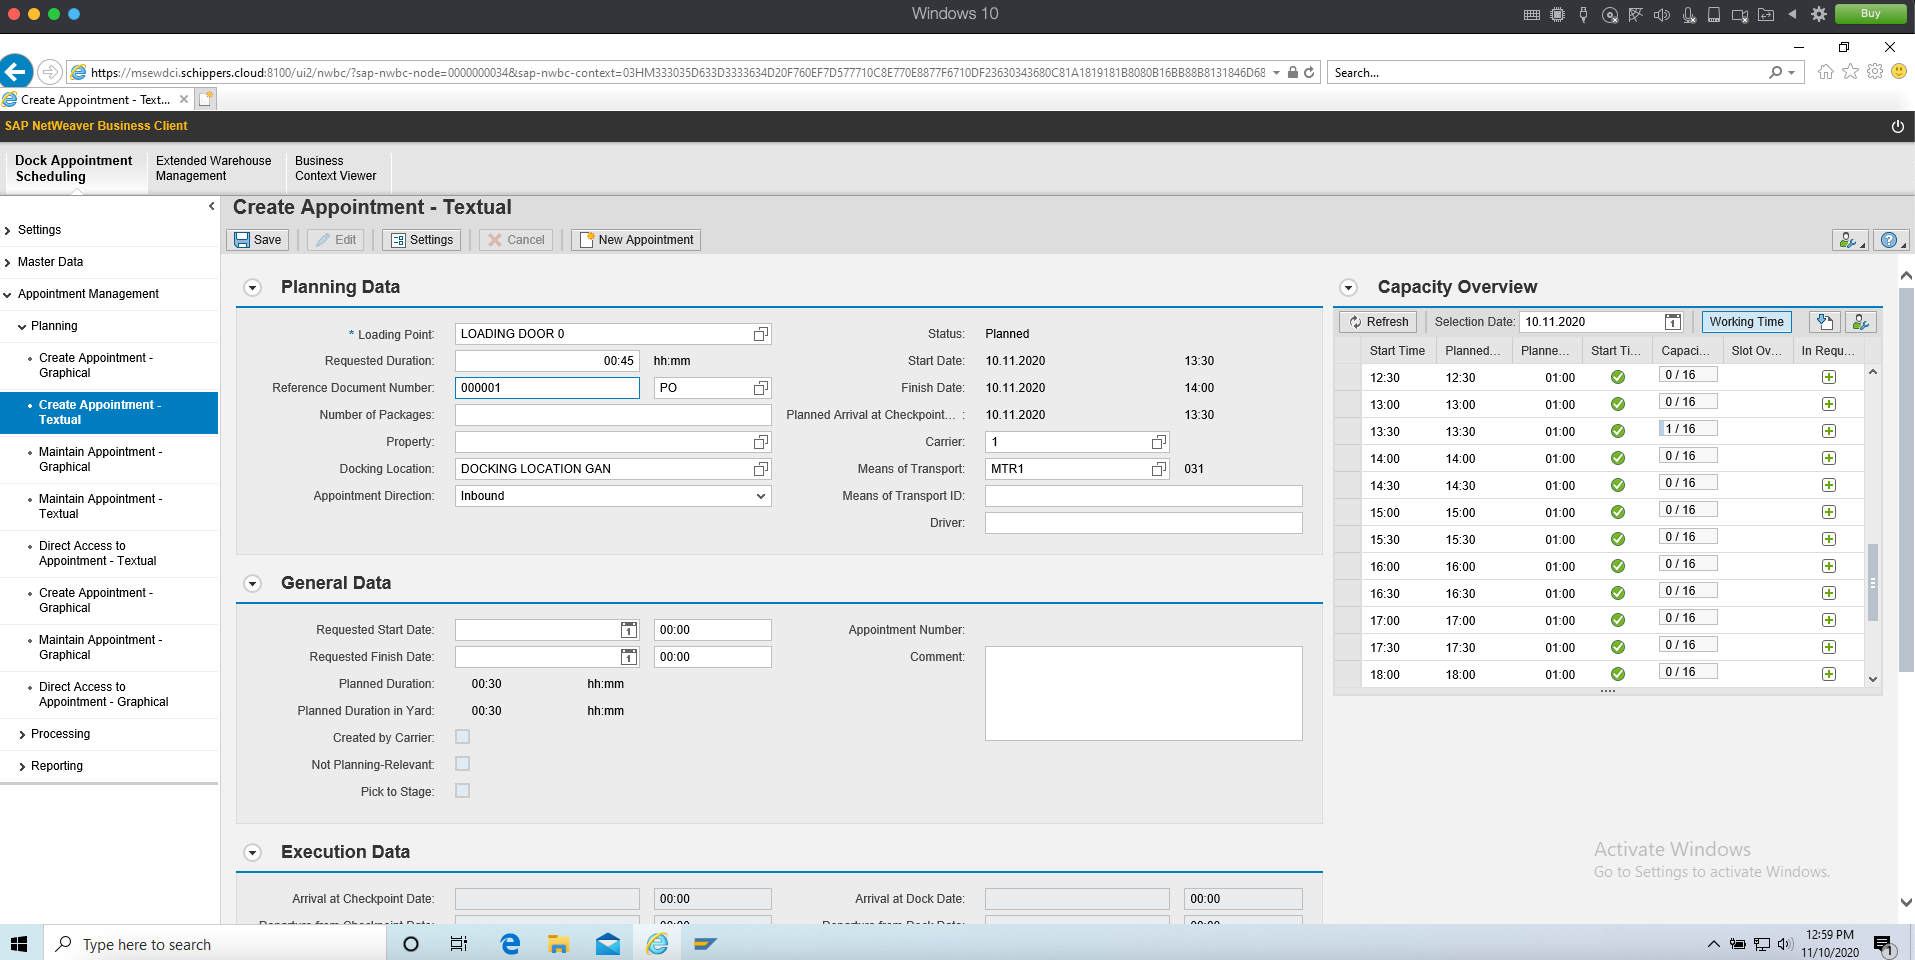 Windows 10
Buy
https://msewdci.schippers.cloud:8100/ui2/nwbc/?sap-nwbc-node=0000000034&sap-nwbc-context=03HM333035D633D3333634D20F760EF7D577710C8E770E8877F6710DF23630343680C81A1819181B8080B16BB88B8131846D68
Search...
Create Appointment - Text...
SAP NetWeaver Business Client
Dock Appointment
Scheduling
Extended Warehouse
Management
Business
Context Viewer
Settings
Master Data
Appointment Management
Planning
Create Appointment -
Graphical
Create Appointment -
Textual
Maintain Appointment -
Graphical
Maintain Appointment -
Textual
Direct Access to
Appointment - Textual
Create Appointment -
Graphical
Maintain Appointment -
Graphical
Direct Access to
Appointment - Graphical
Processing
Reporting
Create Appointment - Textual
Save Edit Settings Cancel New Appointment
Planning Data
* Loading Point: LOADING DOOR 0
Requested Duration: 00:45 hh:mm
Reference Document Number: 000001 PO
Number of Packages:
Property:
Docking Location: DOCKING LOCATION GAN
Appointment Direction: Inbound
Status: Planned
Start Date: 10.11.2020 13:30
Finish Date: 10.11.2020 14:00
Planned Arrival at Checkpoint... : 10.11.2020 13:30
Carrier: 1
Means of Transport: MTR1 031
Means of Transport ID:
Driver:
General Data
Requested Start Date: 1 00:00
Requested Finish Date: 1 00:00
Planned Duration: 00:30 hh:mm
Planned Duration in Yard: 00:30 hh:mm
Created by Carrier:
Not Planning-Relevant:
Pick to Stage:
Appointment Number:
Comment:
Execution Data
Arrival at Checkpoint Date: 00:00
Arrival at Dock Date: 00:00
Departure from Checkpoint Date: 00:00
Departure from Dock Date: 00:00
Capacity Overview
Refresh Selection Date: 10.11.2020 1 Working Time
Start Time Planned... Planne... Start Ti... Capaci... Slot Ov... In Requ...
12:30 12:30 01:00 0 / 16
13:00 13:00 01:00 0 / 16
13:30 13:30 01:00 1 / 16
14:00 14:00 01:00 0 / 16
14:30 14:30 01:00 0 / 16
15:00 15:00 01:00 0 / 16
15:30 15:30 01:00 0 / 16
16:00 16:00 01:00 0 / 16
16:30 16:30 01:00 0 / 16
17:00 17:00 01:00 0 / 16
17:30 17:30 01:00 0 / 16
18:00 18:00 01:00 0 / 16
Activate Windows
Go to Settings to activate Windows.
Type here to search
12:59 PM
11/10/2020
1